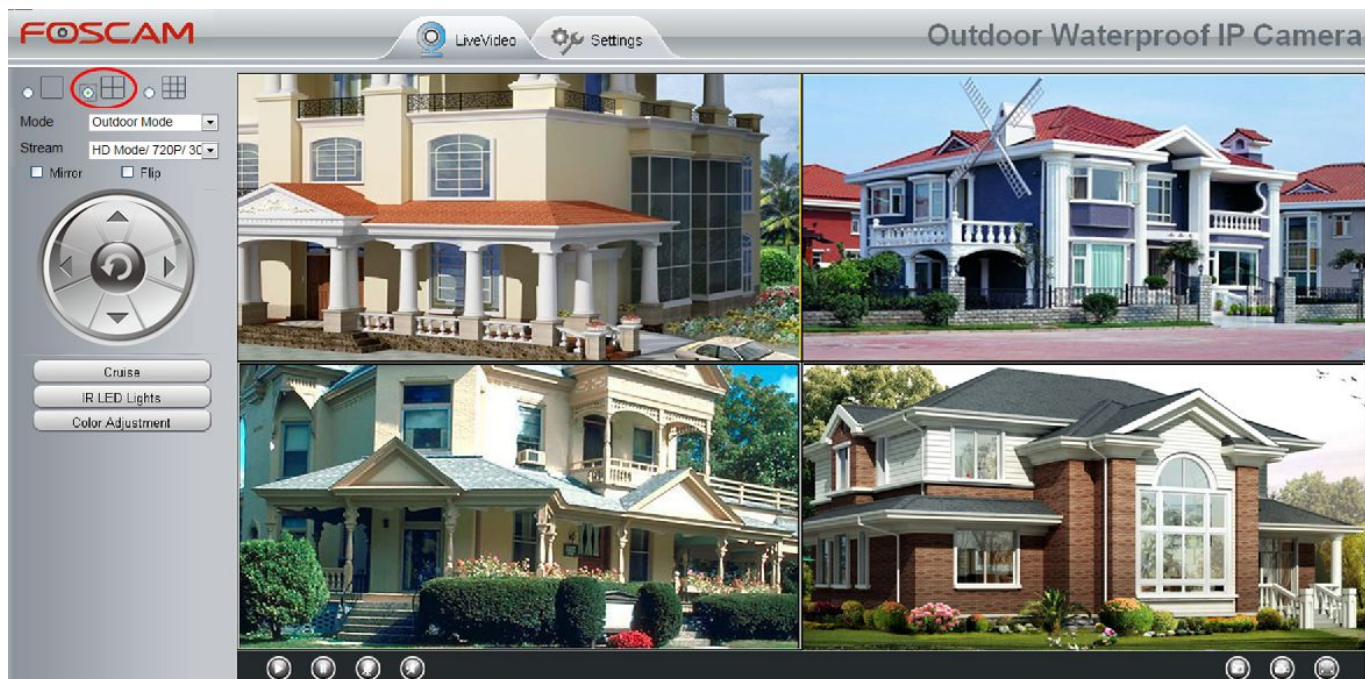 FOSCAM
LiveVideo
Settings
Outdoor Waterproof IP Camera
Mode
Outdoor Mode
Stream
HD Mode/ 720P/ 30
Mirror
Flip
Cruise
IR LED Lights
Color Adjustment